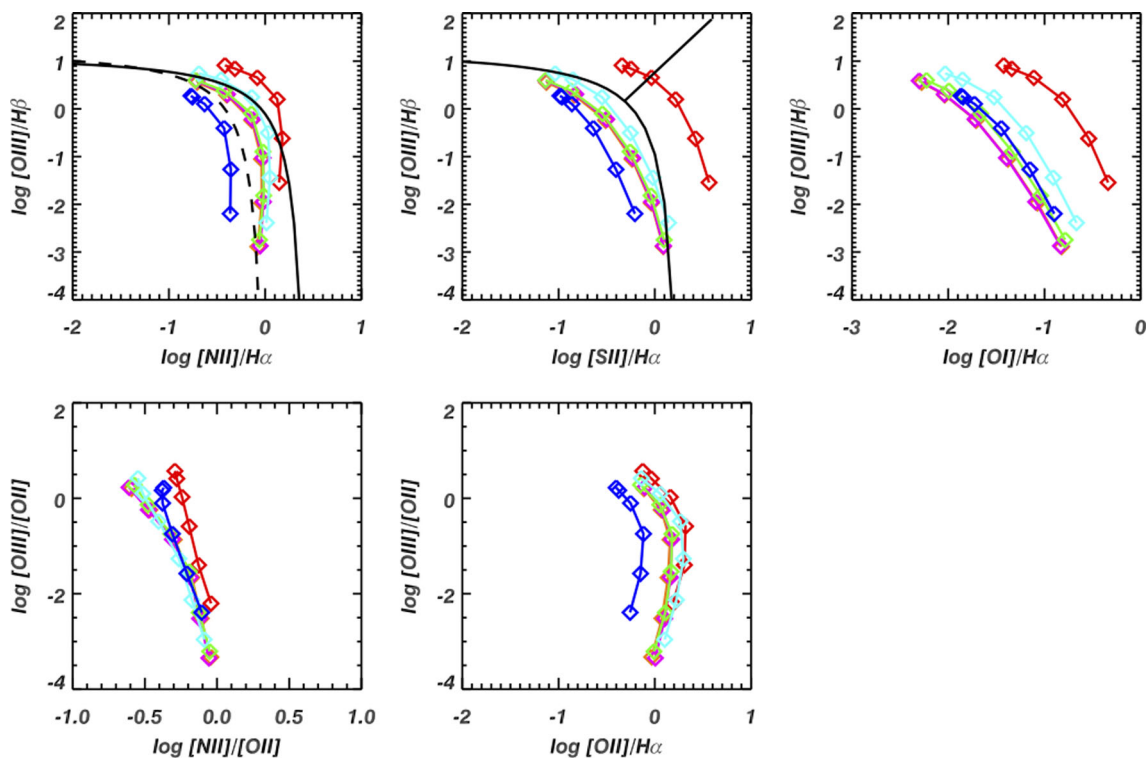 2
1
0
-1
-2
-3
-4
log [OIII]/Hβ
-2 -1 0 1
log [NII]/Hα
2
1
0
-1
-2
-3
-4
log [OIII]/Hβ
-2 -1 0 1
log [SII]/Hα
2
1
0
-1
-2
-3
-4
log [OIII]/Hβ
-3 -2 -1 0
log [OI]/Hα
2
0
-2
-4
log [OIII]/[OII]
-1.0 -0.5 0.0 0.5 1.0
log [NII]/[OII]
2
0
-2
-4
log [OIII]/[OII]
-2 -1 0 1
log [OII]/Hα